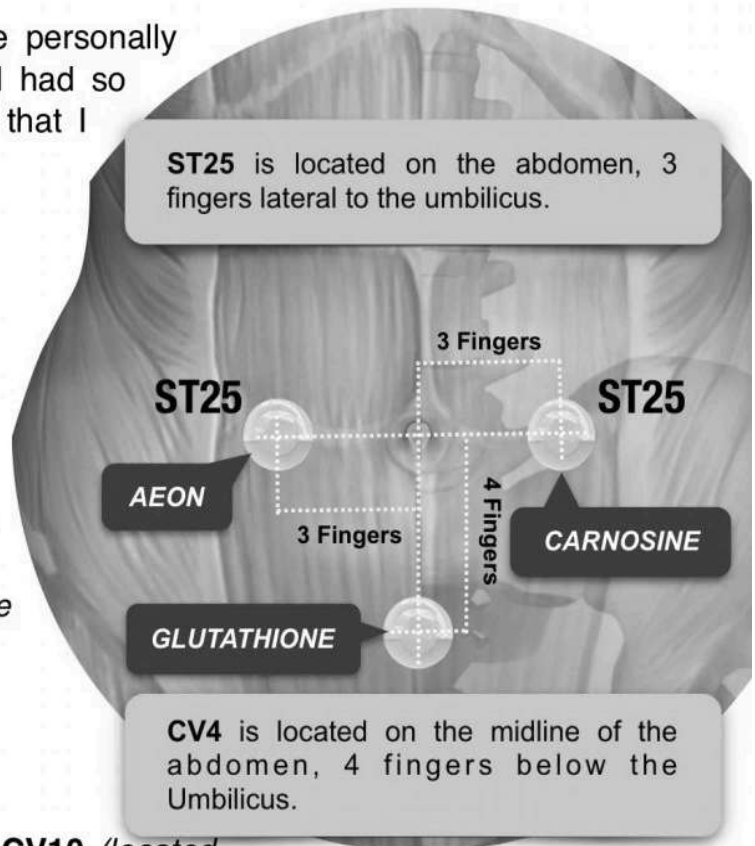 e personally
had so
that I
ST25 is located on the abdomen, 3
fingers lateral to the umbilicus.
3 Fingers
ST25
ST25
AEON
3 Fingers
4 Fingers
CARNOSINE
e
GLUTATHIONE
CV4 is located on the midline of the
abdomen, 4 fingers below the
Umbilicus.
(located